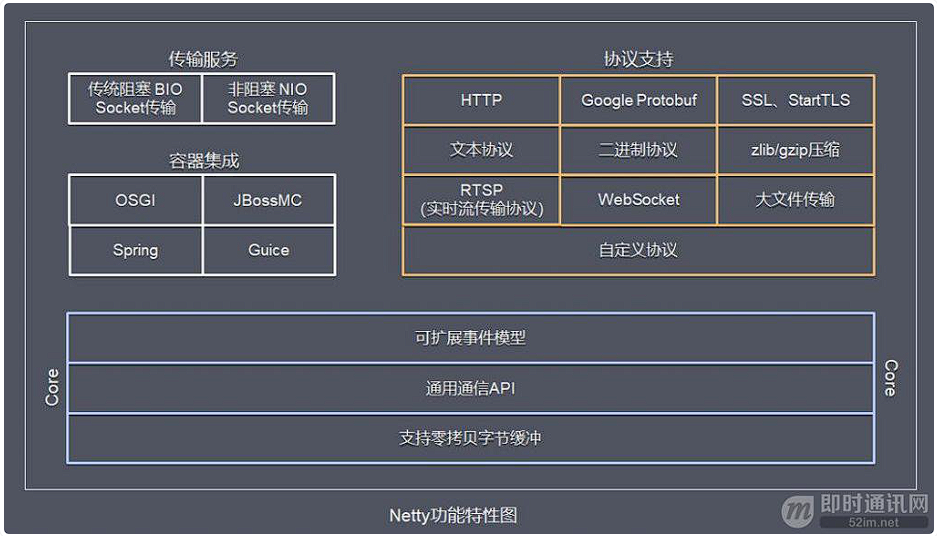 传输服务
传统阻塞 BIO
Socket传输
非阻塞 NIO
Socket传输
容器集成
OSGI
JBossMC
Spring
Guice
协议支持
HTTP
Google Protobuf
SSL、StartTLS
文本协议
二进制协议
zlib/gzip压缩
RTSP
(实时流传输协议)
WebSocket
大文件传输
自定义协议
Core
可扩展事件模型
通用通信API
支持零拷贝字节缓冲
Core
Netty功能特性图
即时通讯网
52im.net